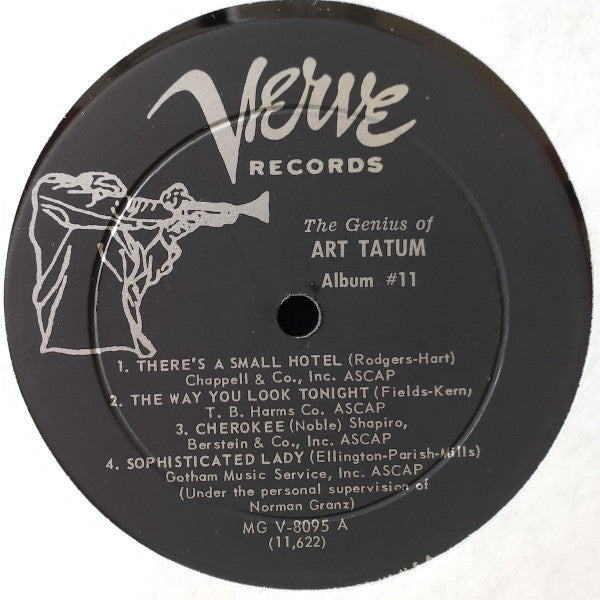 Verve
RECORDS
The Genius of
ART TATUM
Album #11
1. THERE'S A SMALL HOTEL (Rodgers-Hart)
Chappell & Co., Inc. ASCAP
2. THE WAY YOU LOOK TONIGHT (Fields-Kern,
T. B. Harms Co. ASCAP
3. CHEROKEE (Noble) Shapiro,
Berstein & Co., Inc. ASCAP
4. SOPHISTICATED LADY (Ellington-Parish-Mills)
Gotham Music Service, Inc. ASCAP
(Under the personal supervision of
Norman Granz)
MG V-8095 A
(11,622)